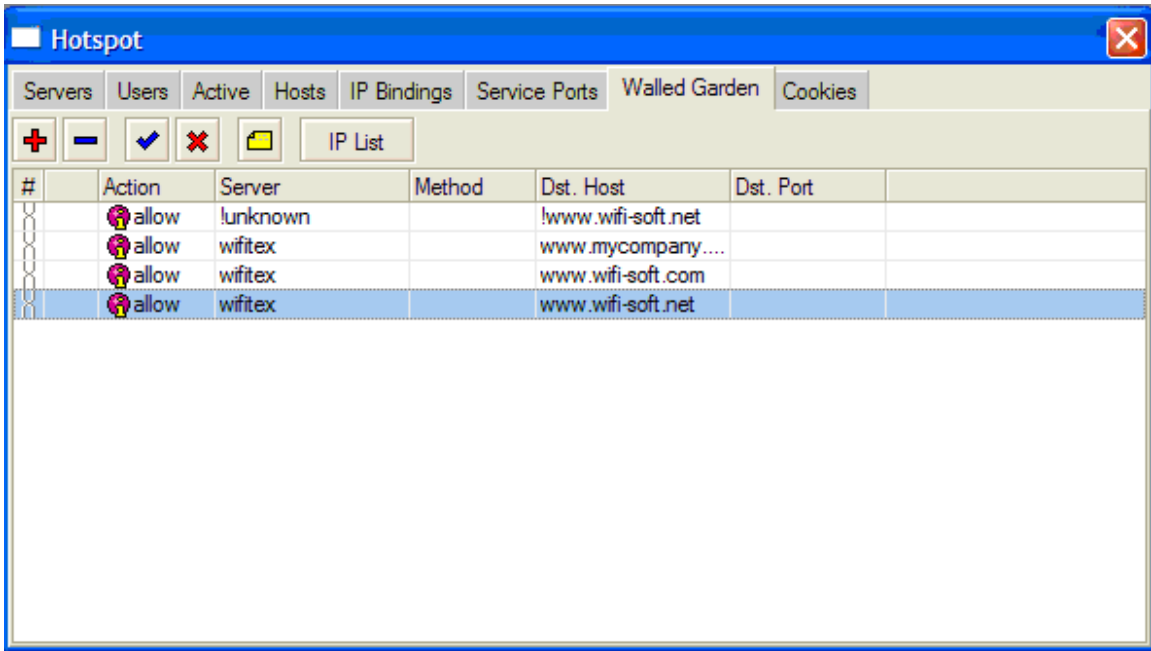 Hotspot
Servers Users Active Hosts IP Bindings Service Ports Walled Garden Cookies
IP List
# Action Server Method Dst. Host Dst. Port
allow !unknown !www.wifi-soft.net
allow wifitex www.mycompany....
allow wifitex www.wifi-soft.com
allow wifitex www.wifi-soft.net